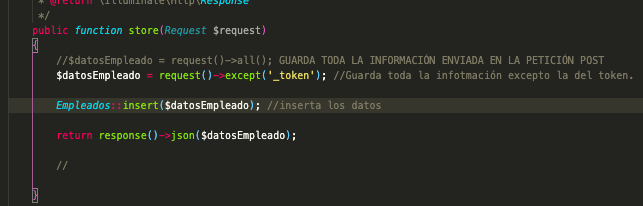 * @return \Illuminate\Http\Response
*/
public function store(Request $request)
{
//$datosEmpleado = request()->all(); GUARDA TODA LA INFORMACIÓN ENVIADA EN LA PETICIÓN POST
$datosEmpleado = request()->except('_token'); //Guarda toda la infotmación excepto la del token.
Empleados::insert($datosEmpleado); //inserta los datos
return response()->json($datosEmpleado);
//
}